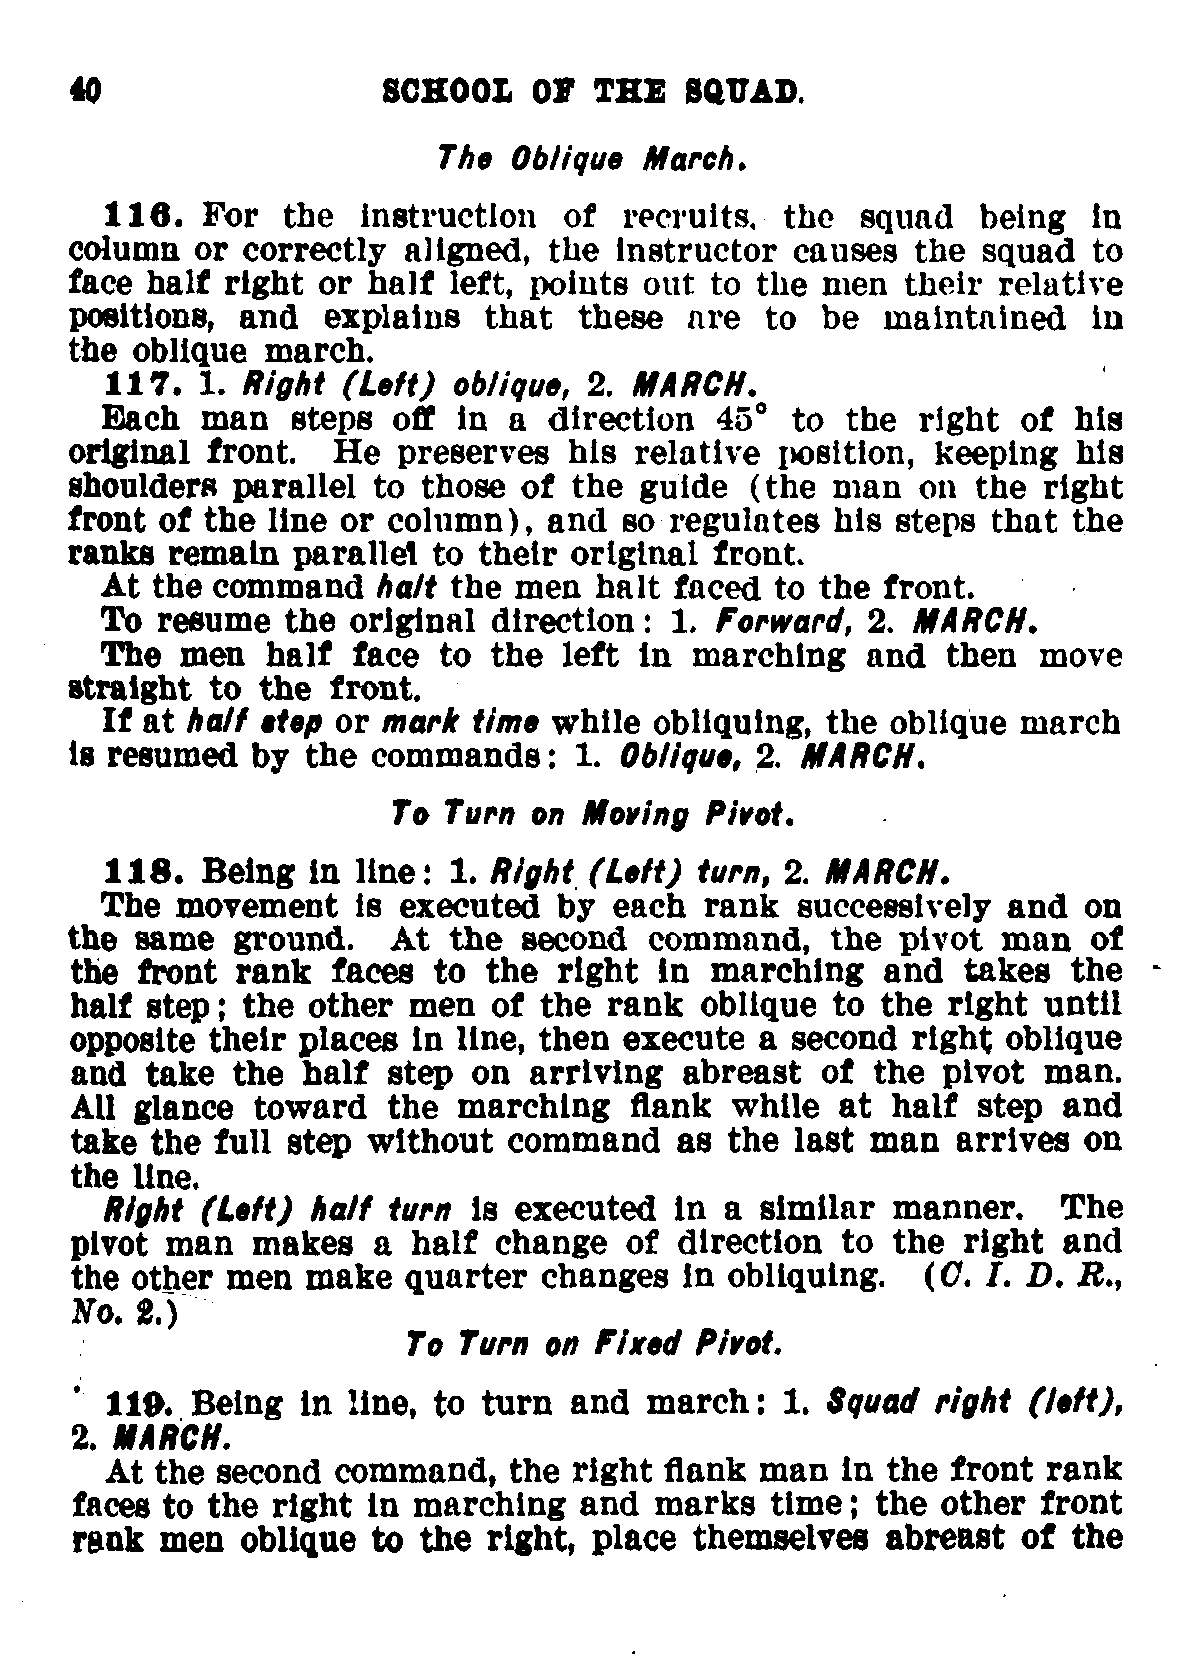 40 SCHOOL OF THE SQUAD.
The Oblique March.
116. For the instruction of recruits, the squad being in
column or correctly aligned, the instructor causes the squad to
face half right or half left, points out to the men their relative
positions, and explains that these are to be maintained in
the oblique march.
117. 1. Right (Left) oblique, 2. MARCH.
Each man steps off in a direction 45° to the right of his
original front. He preserves his relative position, keeping his
shoulders parallel to those of the guide (the man on the right
front of the line or column), and so regulates his steps that the
ranks remain parallel to their original front.
At the command halt the men halt faced to the front.
To resume the original direction: 1. Forward, 2. MARCH.
The men half face to the left in marching and then move
straight to the front.
If at half step or mark time while obliquing, the oblique march
is resumed by the commands: 1. Oblique, 2. MARCH.
To Turn on Moving Pivot.
118. Being in line: 1. Right (Left) turn, 2. MARCH.
The movement is executed by each rank successively and on
the same ground. At the second command, the pivot man of
the front rank faces to the right in marching and takes the
half step; the other men of the rank oblique to the right until
opposite their places in line, then execute a second right oblique
and take the half step on arriving abreast of the pivot man.
All glance toward the marching flank while at half step and
take the full step without command as the last man arrives on
the line.
Right (Left) half turn is executed in a similar manner. The
pivot man makes a half change of direction to the right and
the other men make quarter changes in obliquing. (C. I. D. R.,
No. 2.)
To Turn on Fixed Pivot.
119. Being in line, to turn and march: 1. Squad right (left),
2. MARCH.
At the second command, the right flank man in the front rank
faces to the right in marching and marks time; the other front
rank men oblique to the right, place themselves abreast of the